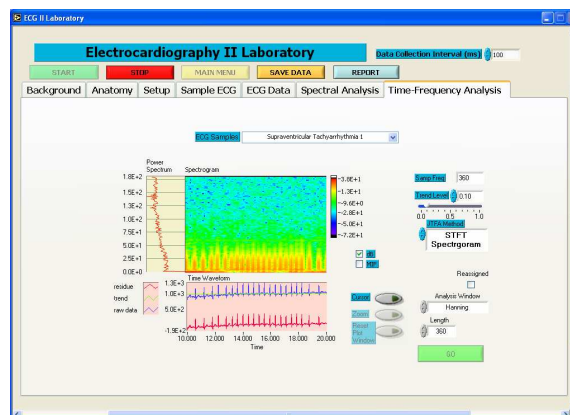 ECG II Laboratory
Electrocardiography II Laboratory
Data Collection Interval (ms) 100
START STOP MAIN MENU SAVE DATA REPORT
Background Anatomy Setup Sample ECG ECG Data Spectral Analysis Time-Frequency Analysis
ECG Samples Supraventricular Tachyarrhythmia 1
Power
Spectrum Spectrogram
1.8E+2
1.5E+2
1.3E+2
1.0E+2
7.5E+1
5.0E+1
2.5E+1
0.0E+0
-3.8E+1
-1.3E+1
-9.6E+0
-2.8E+1
-5.0E+1
-7.2E+1
Samp Freq 360
Trend Level 0.10
0.0 0.5 1.0
JTFA Method
STFT
Spectrgoram
dB
Reassigned
Time Waveform
residue
trend
raw data
1.3E+3
1.0E+3
5.0E+2
-1.9E+2
10.000 12.000 14.000 16.000 18.000 20.000
Time
Cursor
Zoom
Reset
Plot
Window
Analysis Window
Hanning
Length
360
GO